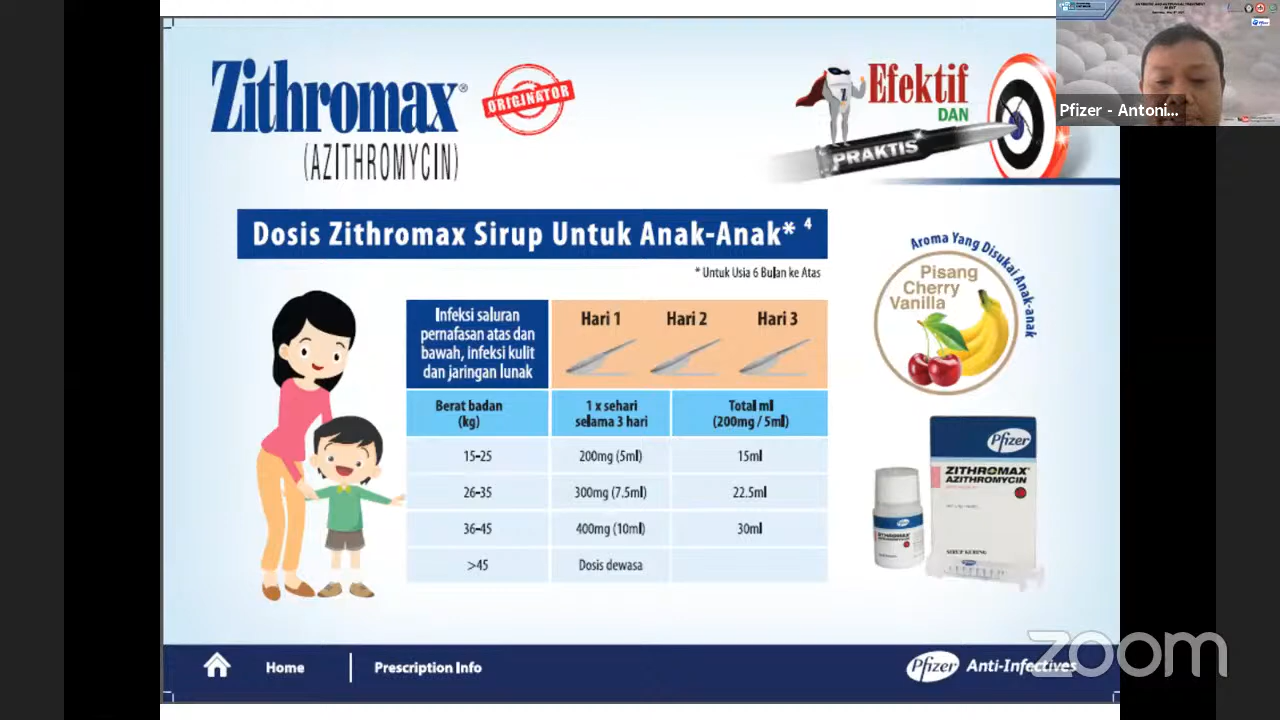 Zithromax®
(AZITHROMYCIN)
ORIGINATOR
Efektif
DAN
PRAKTIS
Pfizer - Antoni...
Dosis Zithromax Sirup Untuk Anak-Anak* 4
* Untuk Usia 6 Bulan ke Atas
Infeksi saluran
pernafasan atas dan
bawah, infeksi kulit
dan jaringan lunak
Hari 1 Hari 2 Hari 3
Berat badan
(kg)
1 x sehari
selama 3 hari
Total ml
(200mg / 5ml)
15-25 200mg (5ml) 15ml
26-35 300mg (7.5ml) 22.5ml
36-45 400mg (10ml) 30ml
>45 Dosis dewasa
Aroma Yang Disukai Anak-anak
Pisang
Cherry
Vanilla
Pfizer
ZITHROMAX
AZITHROMYCIN
SIRUP KERING
Pfizer
ZITHROMAX
Home
Prescription Info
Pfizer Anti-Infectives
zoom